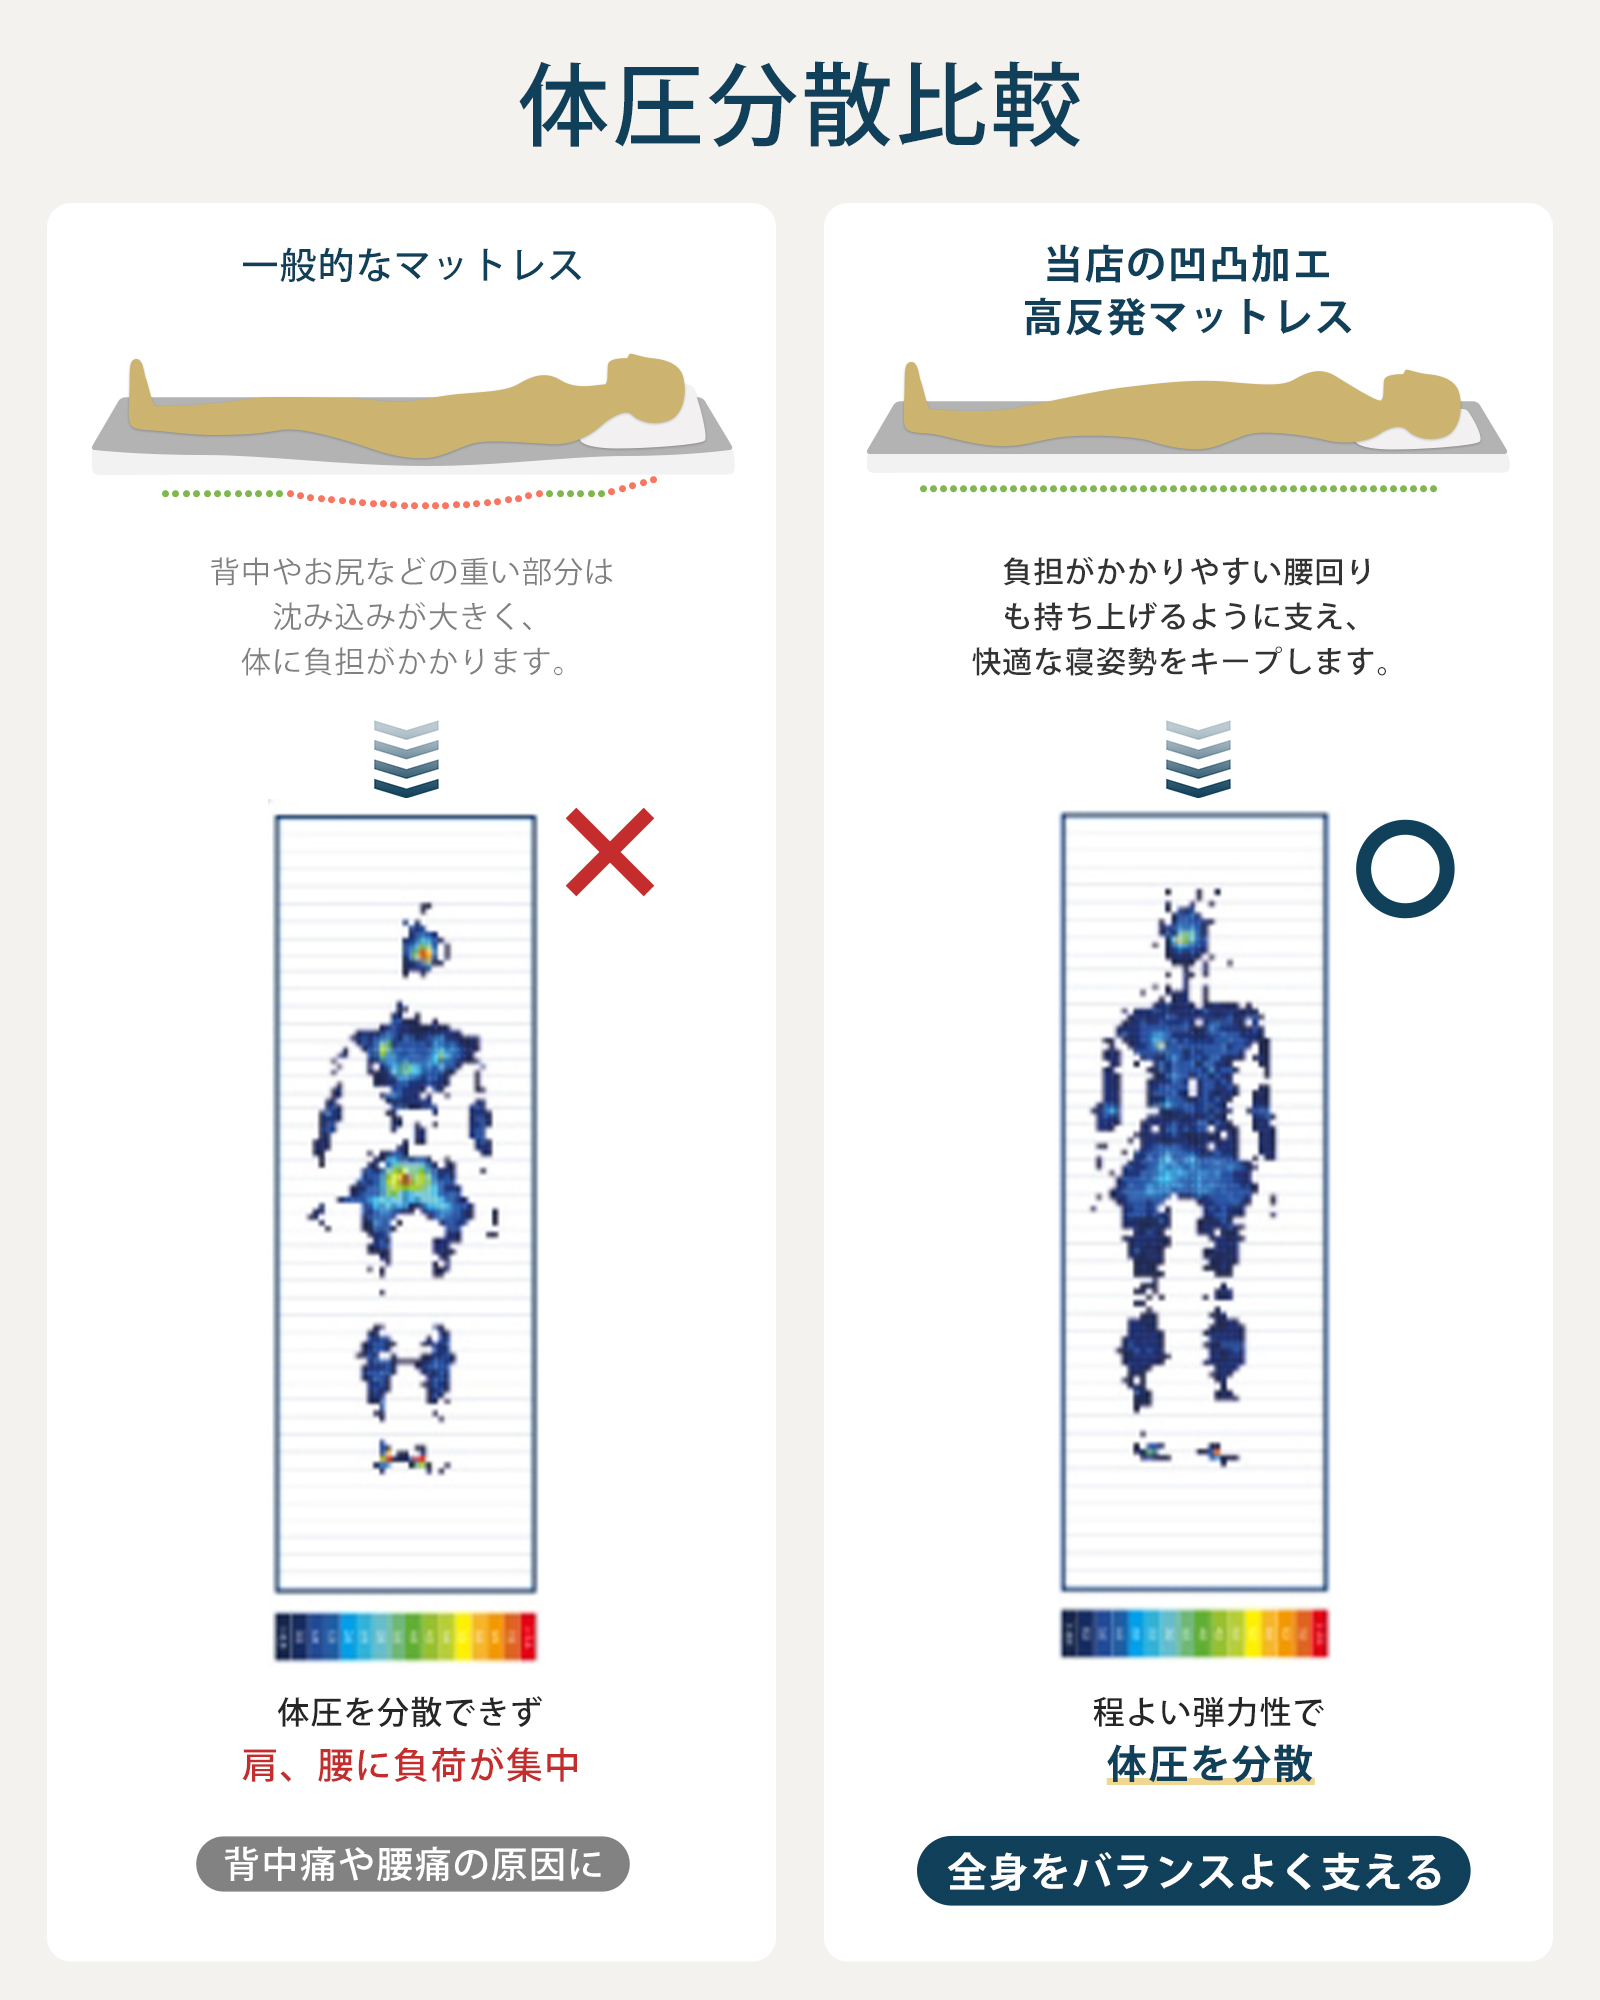 体圧分散比較
一般的なマットレス
背中やお尻などの重い部分は
沈み込みが大きく、
体に負担がかかります。
体圧を分散できず
肩、腰に負荷が集中
背中痛や腰痛の原因に
当店の凹凸加工
高反発マットレス
負担がかかりやすい腰回り
も持ち上げるように支え、
快適な寝姿勢をキープします。
程よい弾力性で
体圧を分散
全身をバランスよく支える